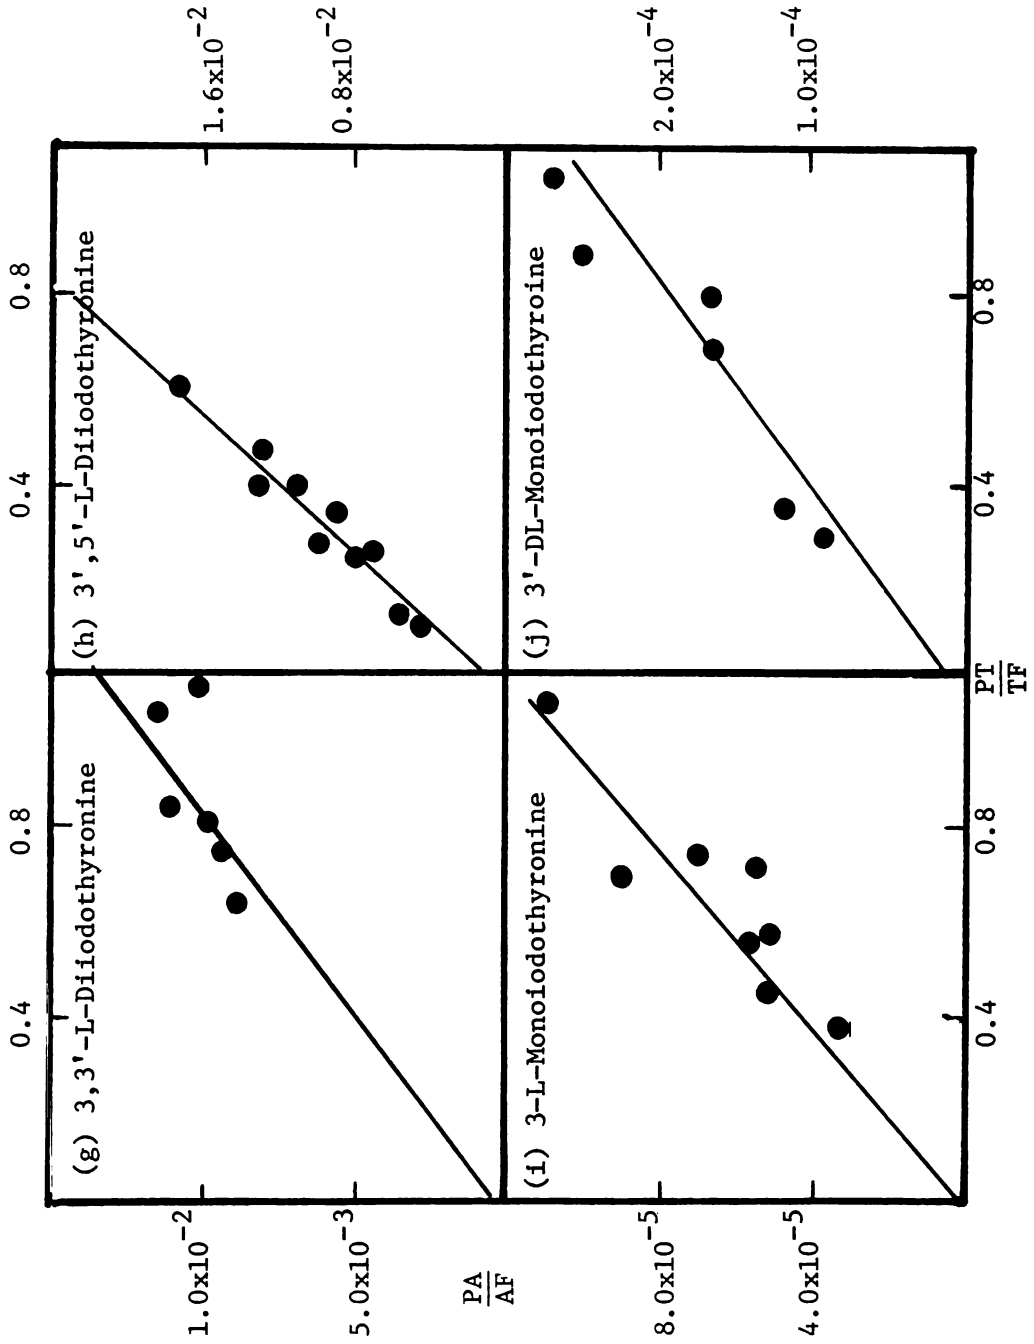 0.4
0.8
0.4
0.8
(g) 3,3'-L-Diiodothyronine
(h) 3',5'-L-Diiodothyronine
1.0x10-2
5.0x10-3
1.6x10-2
0.8x10-2
PA
AF
(i) 3-L-Monoiodothyronine
(j) 3'-DL-Monoiodothyroine
8.0x10-5
4.0x10-5
2.0x10-4
1.0x10-4
0.4
0.8
PT
TF
0.4
0.8